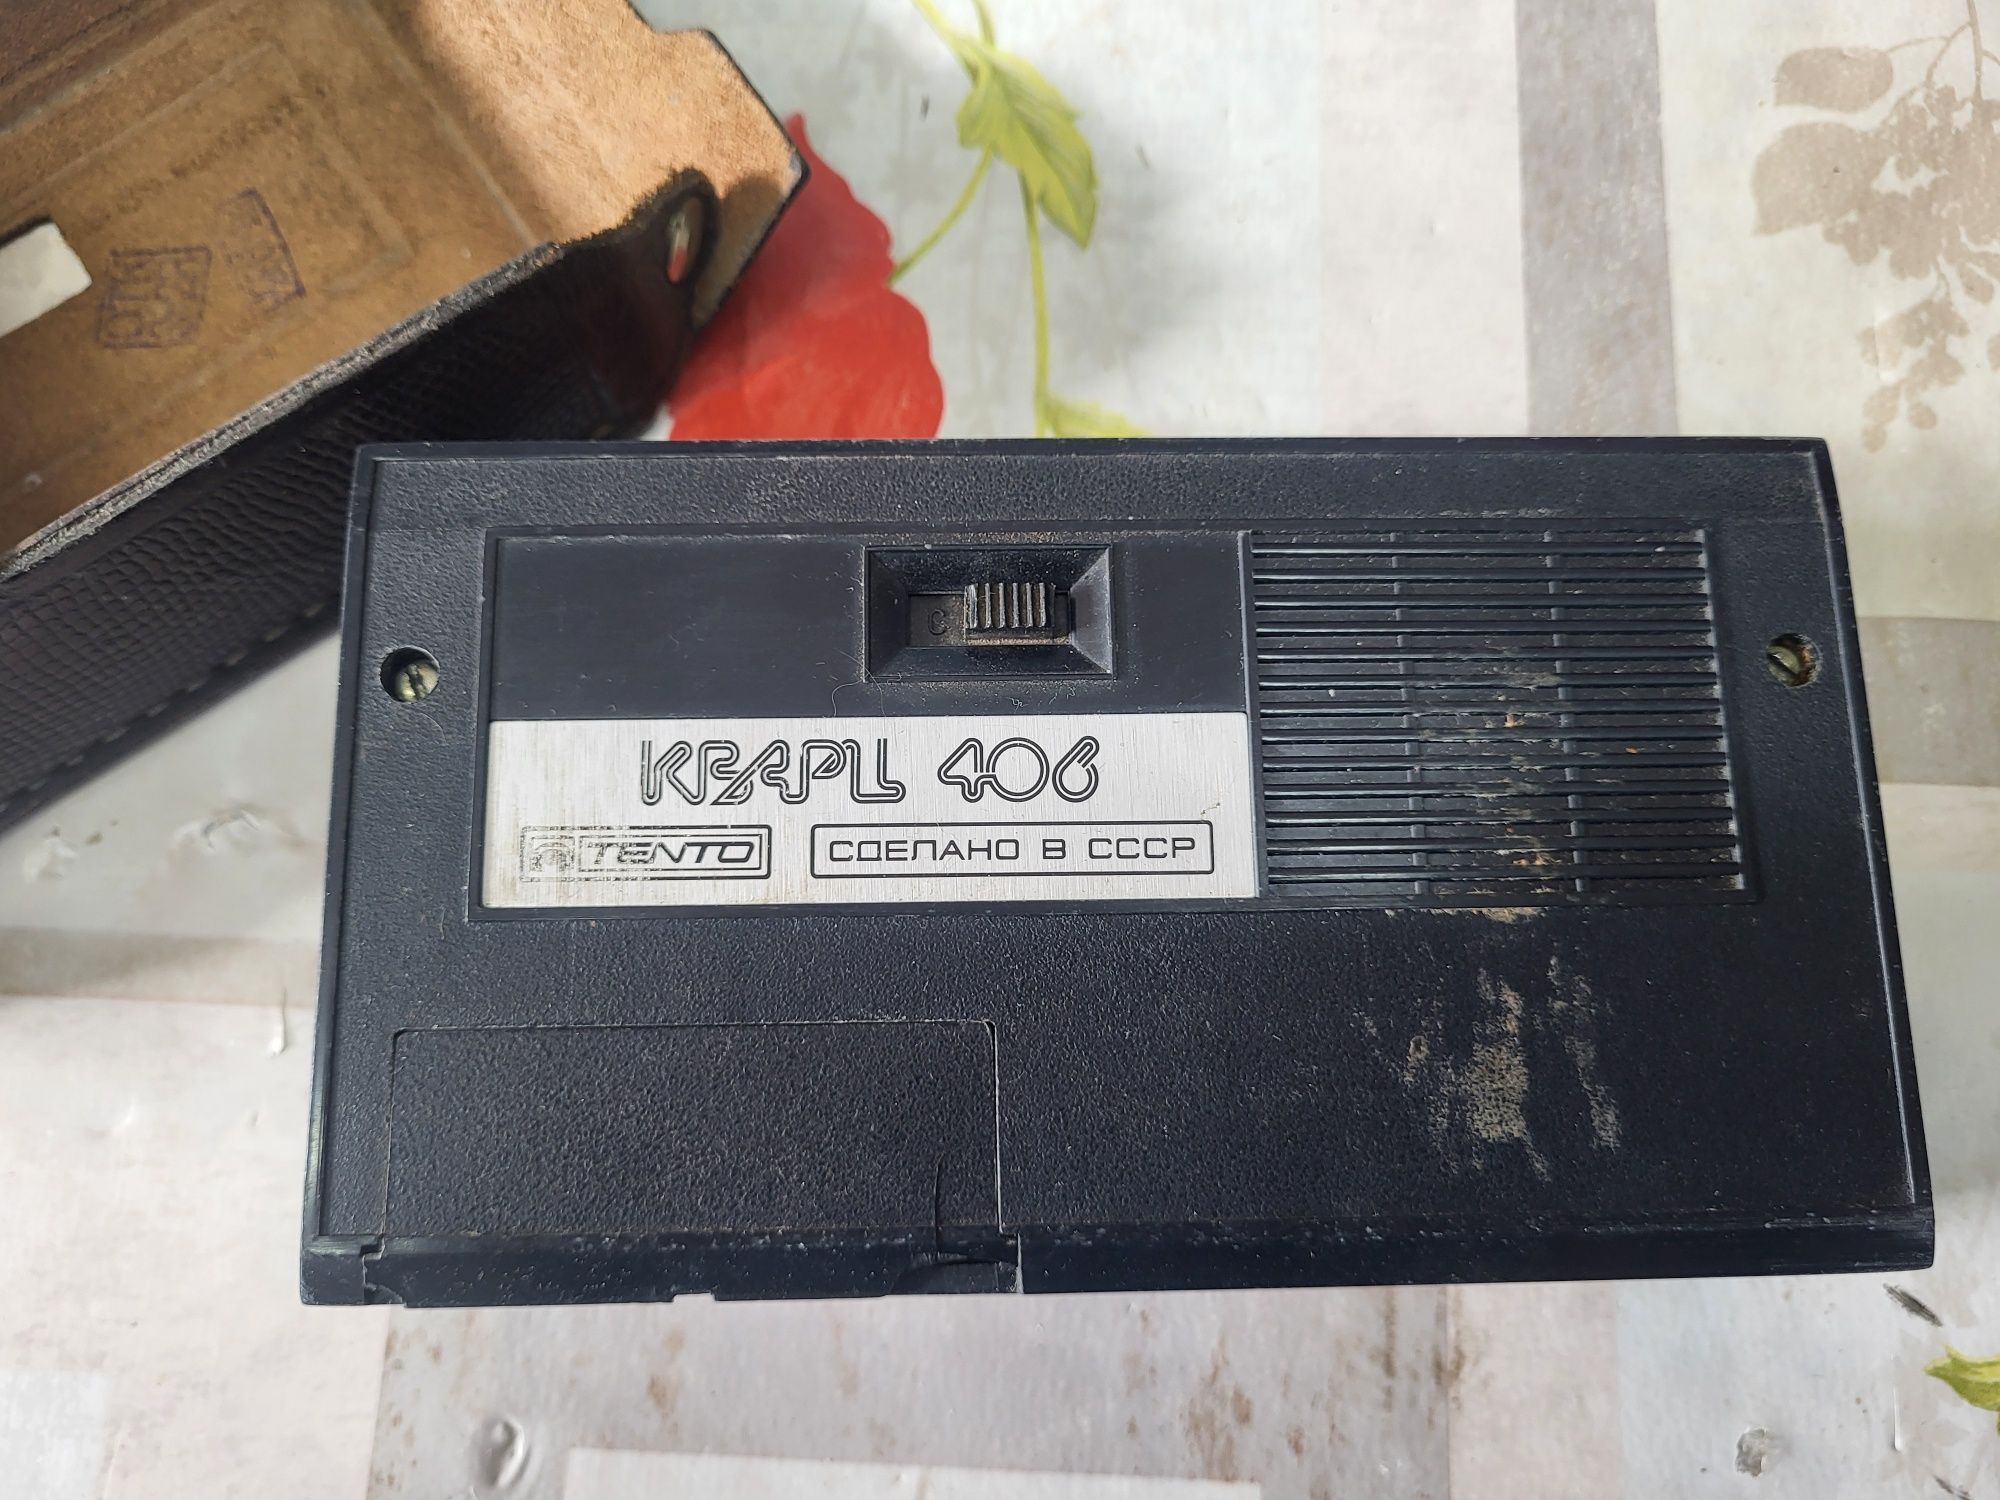 С
КВАРЦ 406
TENTO
СДЕЛАНО В СССР